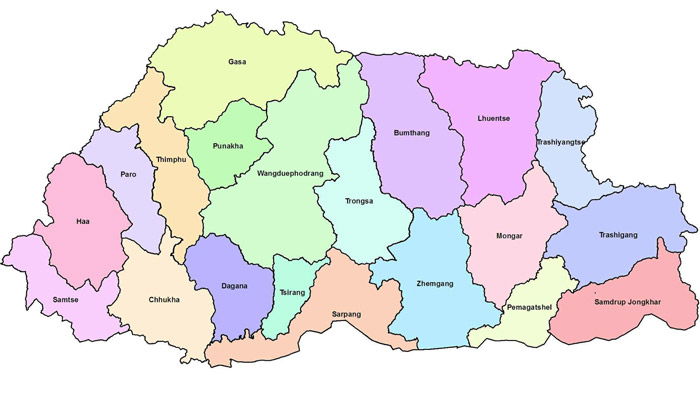 Gasa
Lhuentse
Bumthang
Trashiyangtse
Punakha
Thimphu
Paro
Wangduephodrang
Trongsa
Haa
Mongar
Trashigang
Zhemgang
Dagana
Tsirang
Samtse
Chhukha
Samdrup Jongkhar
Pemagatshel
Sarpang